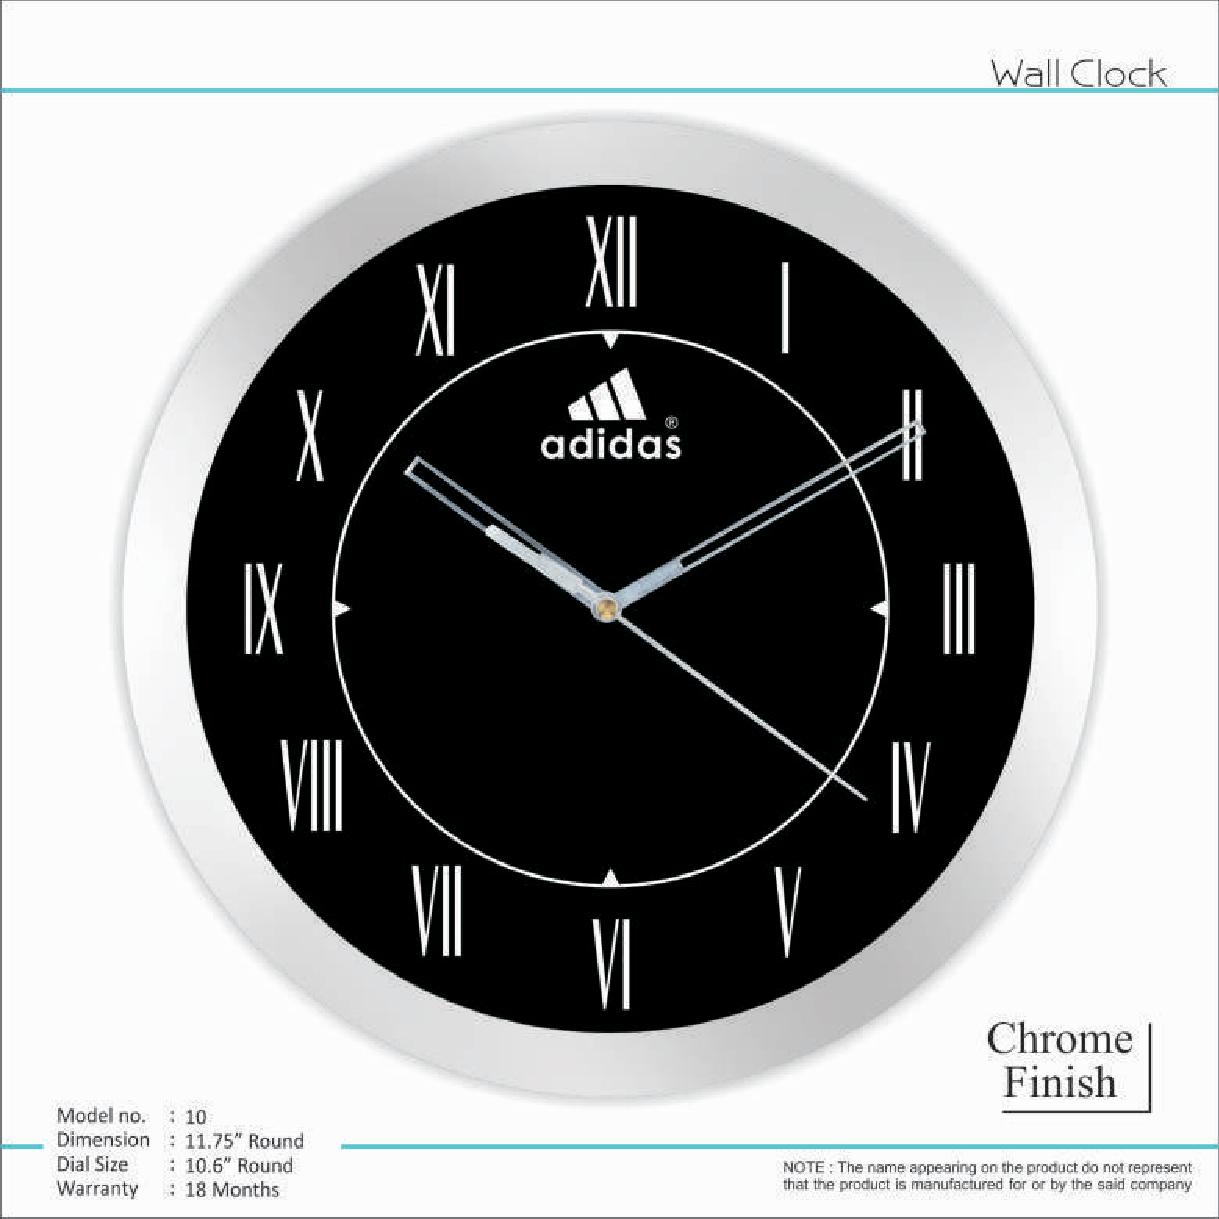 Wall Clock
XII
XI
I
X
II
adidas®
IX
III
VIII
IV
VII
V
VI
Chrome
Finish
Model no. : 10
Dimension : 11.75” Round
Dial Size : 10.6” Round
Warranty : 18 Months
NOTE : The name appearing on the product do not represent
that the product is manufactured for or by the said company